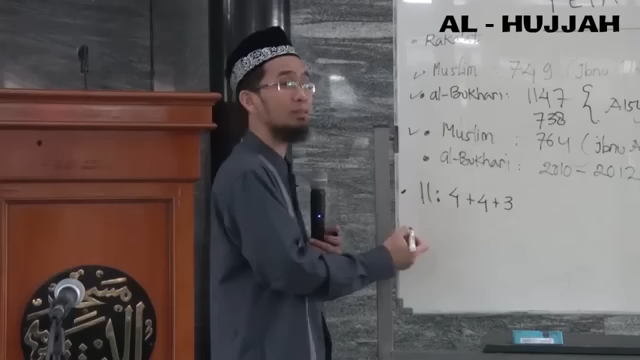 AL - HUJJAH
Muslim 749 (Ibnu
al-Bukhari: 1147 {
738
Muslim : 764 (ibnu
al-Bukhari: 2010 - 2012
11: 4 + 4 + 3
مسجد